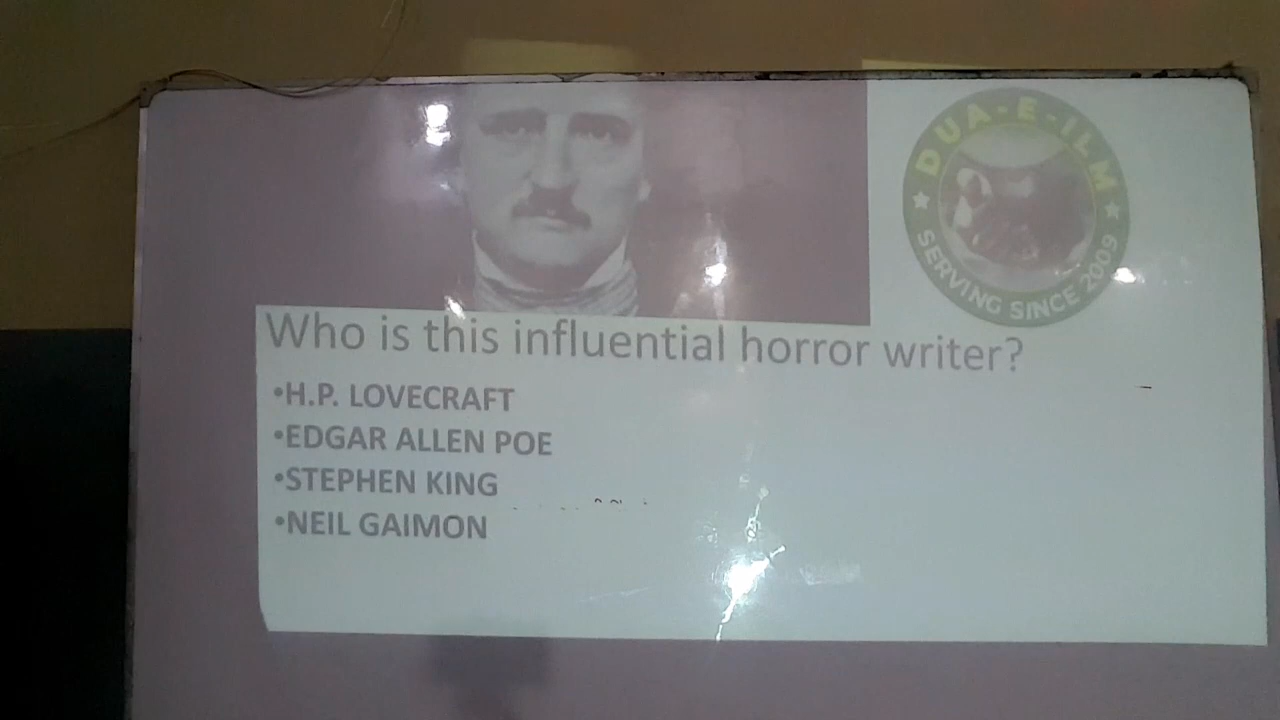 DUA-E-ILM
SERVING SINCE 2009
Who is this influential horror writer?
•H.P. LOVECRAFT
•EDGAR ALLEN POE
•STEPHEN KING
•NEIL GAIMON